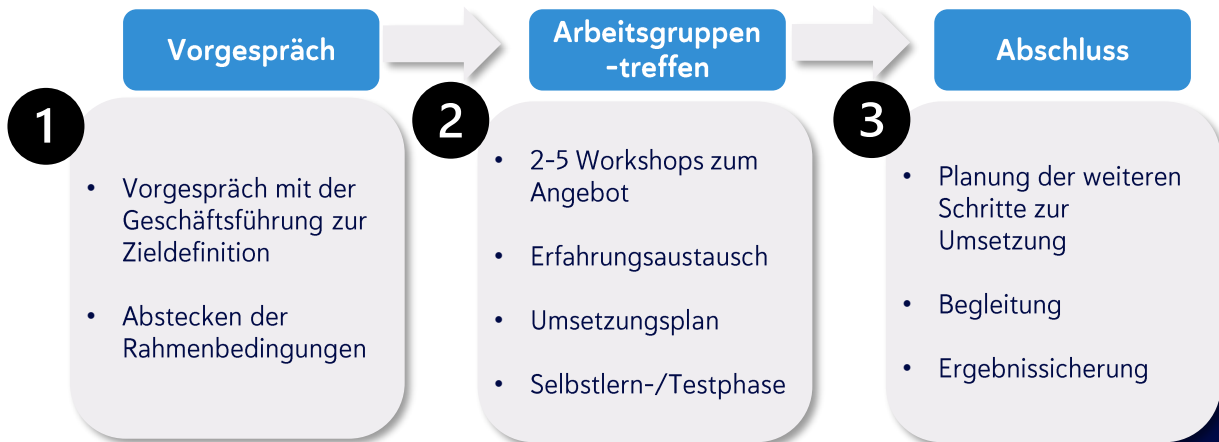 Vorgespräch
1
• Vorgespräch mit der
Geschäftsführung zur
Zieldefinition
• Abstecken der
Rahmenbedingungen
Arbeitsgruppen
-treffen
2
• 2-5 Workshops zum
Angebot
• Erfahrungsaustausch
• Umsetzungsplan
• Selbstlern-/Testphase
Abschluss
3
• Planung der weiteren
Schritte zur
Umsetzung
• Begleitung
• Ergebnissicherung